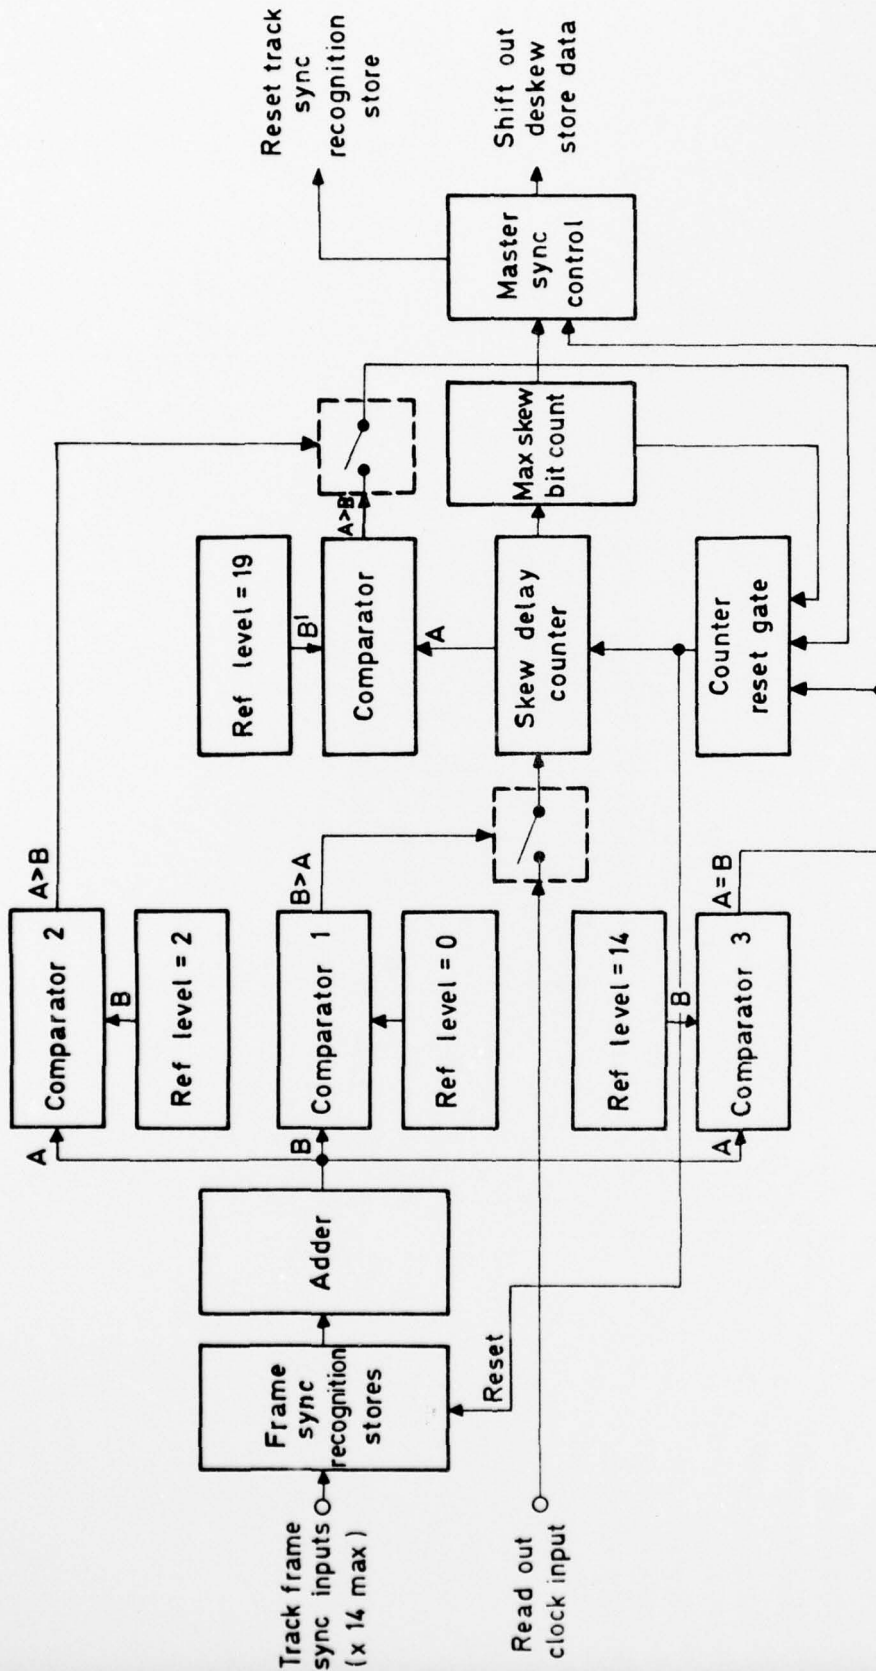 Track frame
sync inputs
(x 14 max)
Read out
clock input
Frame
sync
recognition
stores
Reset
Adder
A
B
A
Comparator 2
B
Ref level = 2
A>B
Comparator 1
Ref level = 0
B>A
Ref level = 14
B
Comparator 3
A=B
Ref level = 19
B'
Comparator
A>B
A
Skew delay
counter
Counter
reset gate
Max skew
bit count
Master
sync
control
Reset track
sync
recognition
store
Shift out
deskew
store data